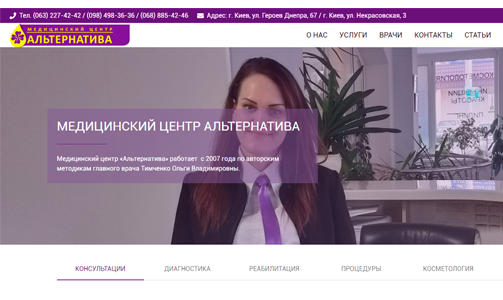 Тел. (063) 227-42-42 / (098) 498-36-36 / (068) 885-42-46 Адрес: г. Киев, ул. Героев Днепра, 67 / г. Киев, ул. Некрасовская, 3
МЕДИЦИНСКИЙ ЦЕНТР
АЛЬТЕРНАТИВА
О НАС УСЛУГИ ВРАЧИ КОНТАКТЫ СТАТЬИ
МЕДИЦИНСКИЙ ЦЕНТР АЛЬТЕРНАТИВА
Медицинский центр «Альтернатива» работает с 2007 года по авторским
методикам главного врача Тимченко Ольги Владимировны.
КОНСУЛЬТАЦИИ ДИАГНОСТИКА РЕАБИЛИТАЦИЯ ПРОЦЕДУРЫ КОСМЕТОЛОГИЯ